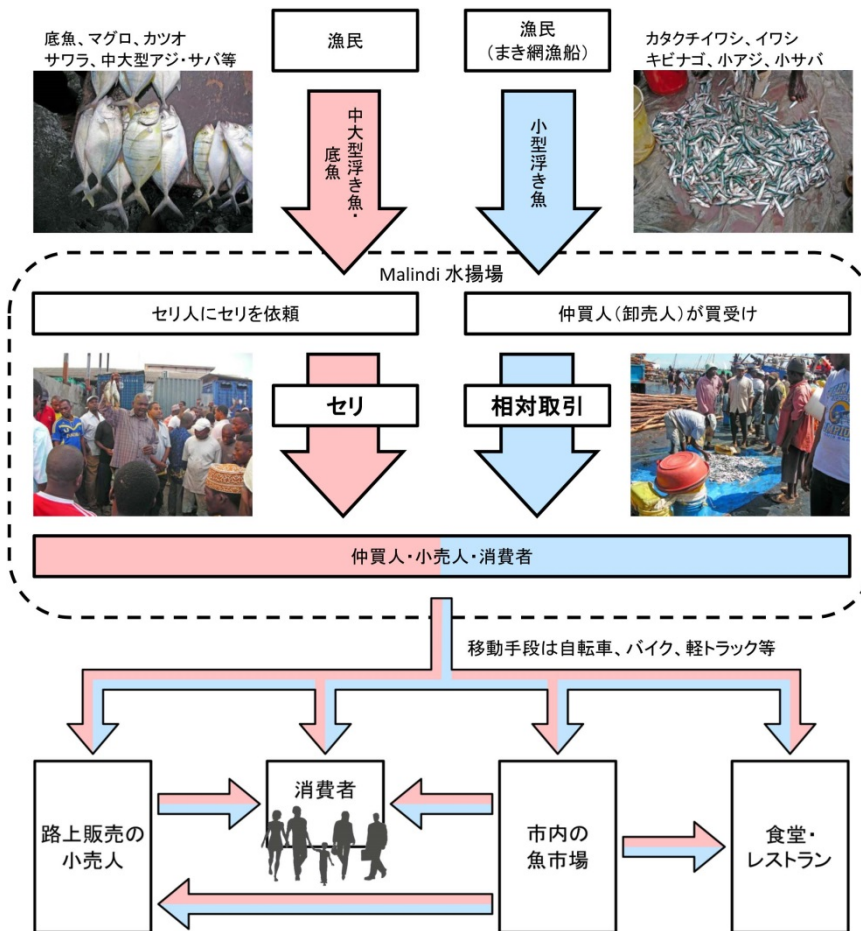 底魚、マグロ、カツオ
サワラ、中大型アジ・サバ等
漁民
漁民
(まき網漁船)
カタクチイワシ、イワシ
キビナゴ、小アジ、小サバ
中大型浮き魚・
底魚
小型浮き魚
Malindi 水揚場
セリ人にセリを依頼
仲買人(卸売人)が買受け
セリ
相対取引
仲買人・小売人・消費者
移動手段は自転車、バイク、軽トラック等
路上販売の
小売人
消費者
市内の
魚市場
食堂・
レストラン